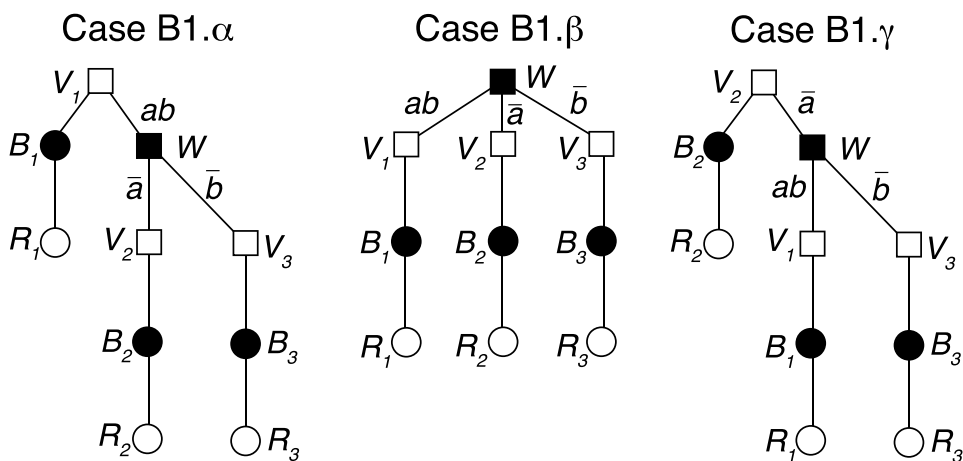 Case B1.α
V₁
ab
B₁
W
a̅
b̅
R₁
V₂
V₃
B₂
B₃
R₂
R₃
Case B1.β
W
ab
a̅
b̅
V₁
V₂
V₃
B₁
B₂
B₃
R₁
R₂
R₃
Case B1.γ
V₂
a̅
B₂
W
ab
b̅
R₂
V₁
V₃
B₁
B₃
R₁
R₃